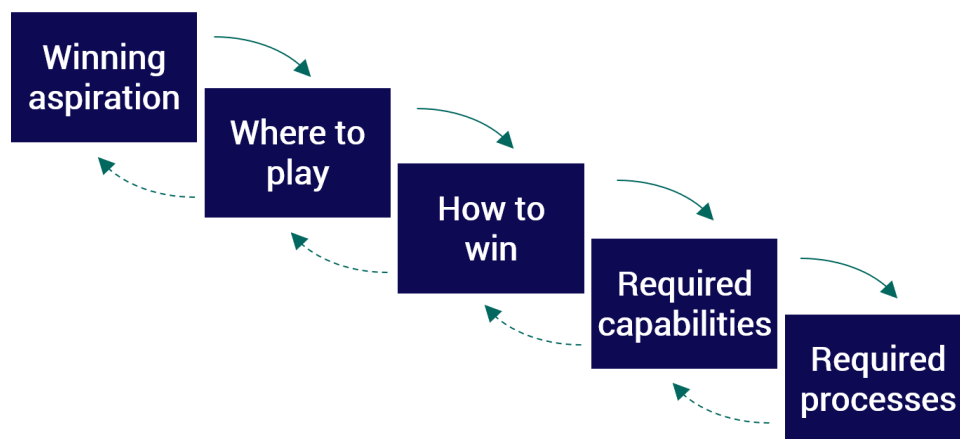 Winning
aspiration
Where to
play
How to
win
Required
capabilities
Required
processes